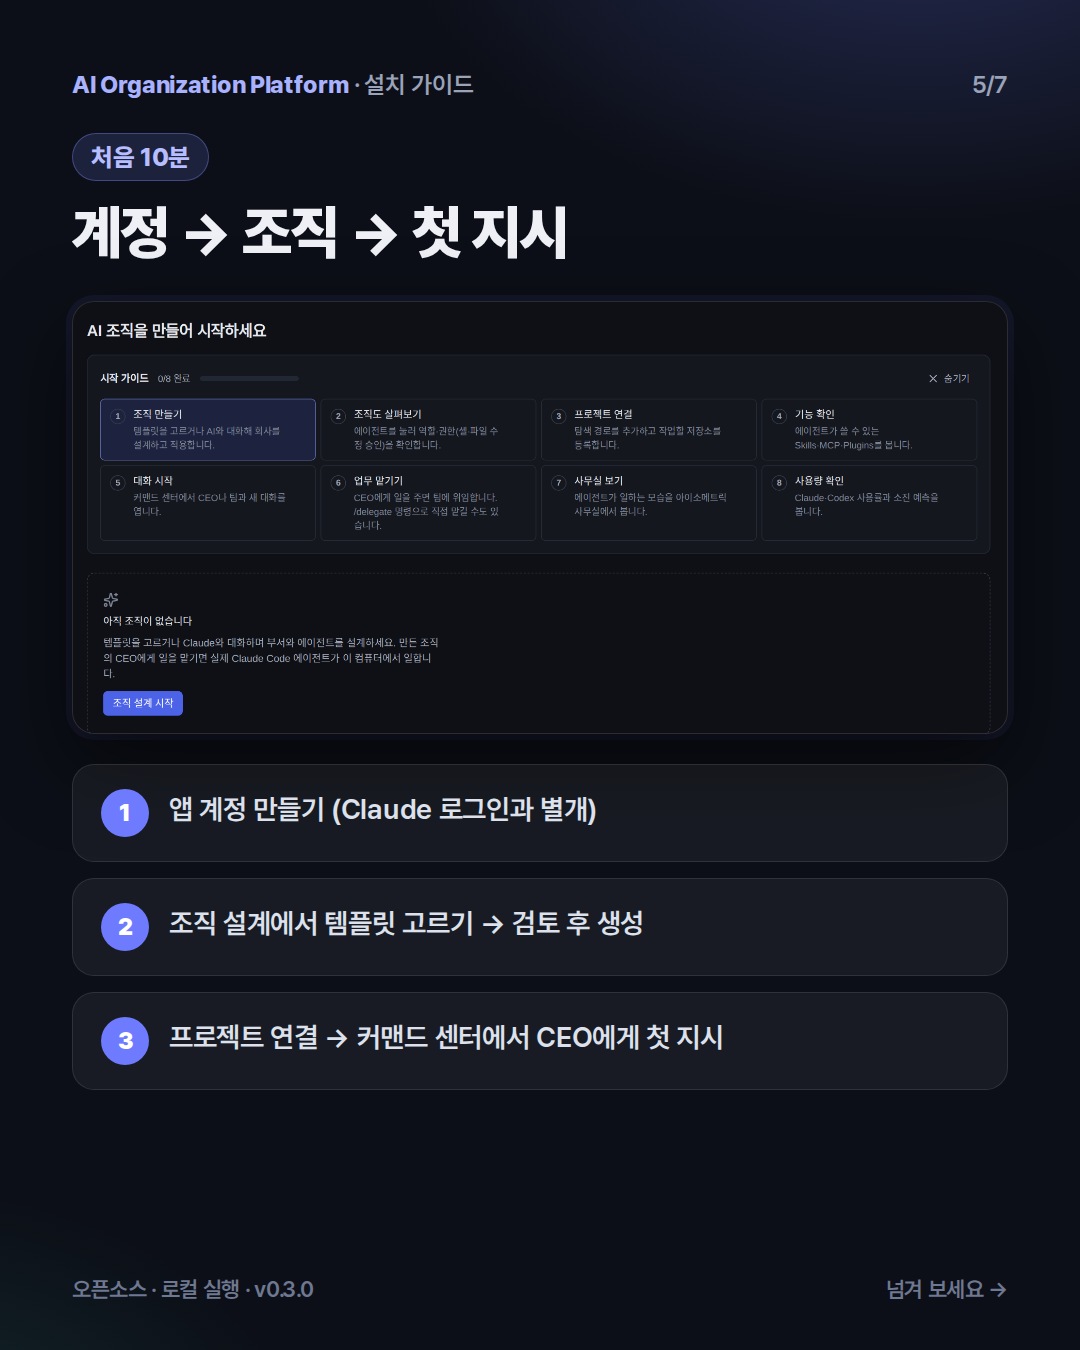 AI Organization Platform · 설치 가이드
5/7
처음 10분
계정 → 조직 → 첫 지시
AI 조직을 만들어 시작하세요
시작 가이드 0/8 완료
× 숨기기
1 조직 만들기
템플릿을 고르거나 AI와 대화해 회사를
설계하고 적용합니다.
2 조직도 살펴보기
에이전트를 눌러 역할·권한(셸·파일 수
정 승인)을 확인합니다.
3 프로젝트 연결
탐색 경로를 추가하고 작업할 저장소를
등록합니다.
4 기능 확인
에이전트가 쓸 수 있는
Skills·MCP·Plugins를 봅니다.
5 대화 시작
커맨드 센터에서 CEO나 팀과 새 대화를
엽니다.
6 업무 맡기기
CEO에게 일을 주면 팀에 위임합니다.
/delegate 명령으로 직접 맡길 수도 있
습니다.
7 사무실 보기
에이전트가 일하는 모습을 아이소메트릭
사무실에서 봅니다.
8 사용량 확인
Claude·Codex 사용률과 소진 예측을
봅니다.
아직 조직이 없습니다
템플릿을 고르거나 Claude와 대화하며 부서와 에이전트를 설계하세요. 만든 조직
의 CEO에게 일을 맡기면 실제 Claude Code 에이전트가 이 컴퓨터에서 일합니
다.
조직 설계 시작
1 앱 계정 만들기 (Claude 로그인과 별개)
2 조직 설계에서 템플릿 고르기 → 검토 후 생성
3 프로젝트 연결 → 커맨드 센터에서 CEO에게 첫 지시
오픈소스 · 로컬 실행 · v0.3.0
넘겨 보세요 →